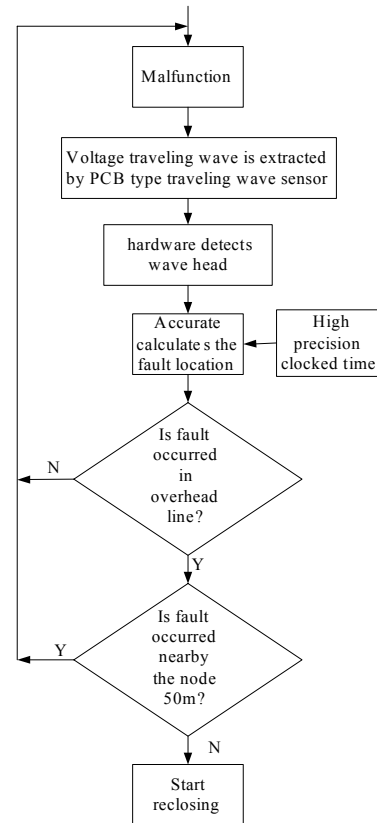 Malfunction
Voltage traveling wave is extracted
by PCB type traveling wave sensor
hardware detects
wave head
Accurate
calculates the
fault location
High
precision
clocked time
Is fault
occurred
in
overhead
line?
N
Y
Is fault
occurred
nearby
the node
50m?
Y
N
Start
reclosing